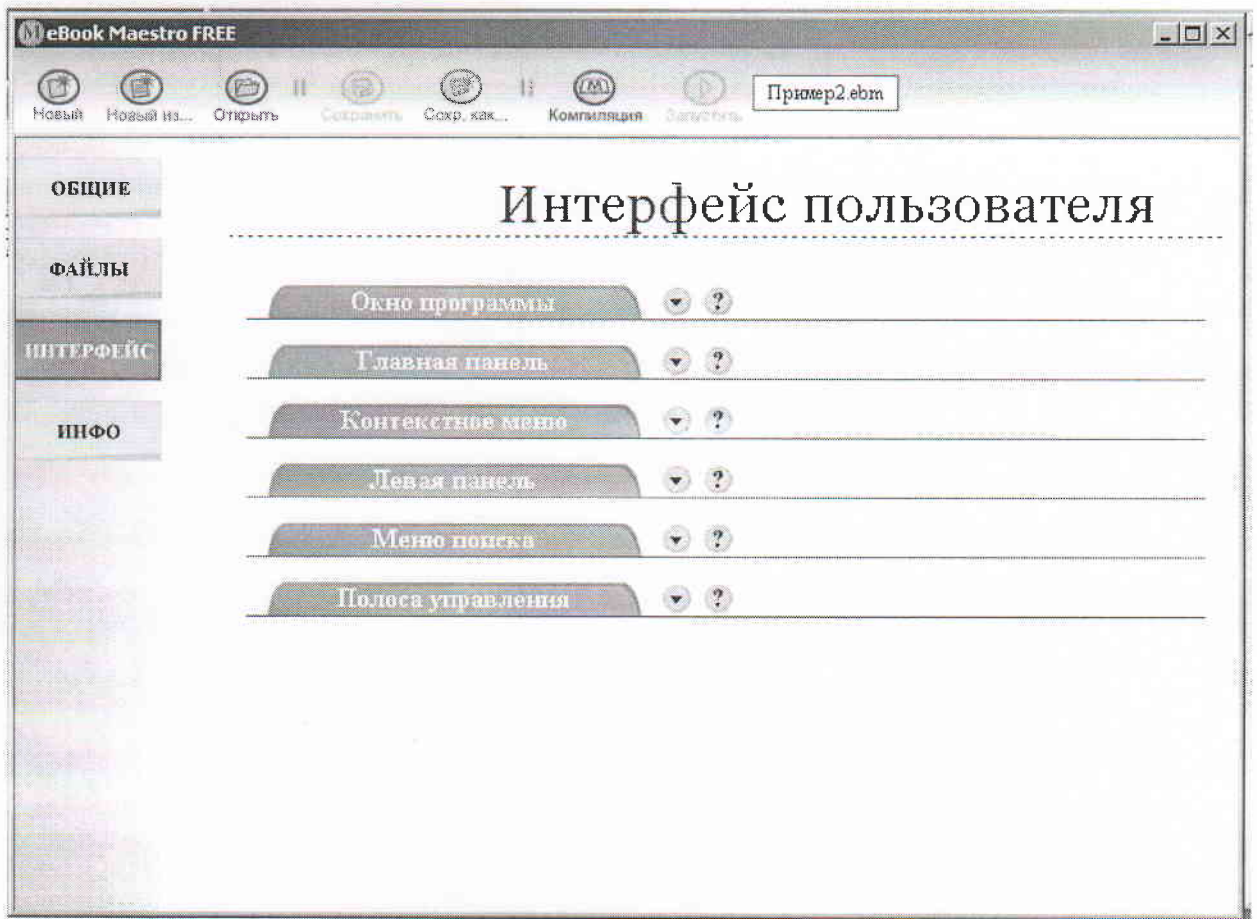 eBook Maestro FREE
Новый Новый из... Открыть Сохранить Сохр. как... Компиляция Запустить Пример2.ebm
ОБЩИЕ
Интерфейс пользователя
ФАЙЛЫ
Окно программы ?
ИНТЕРФЕЙС
Главная панель ?
Контекстное меню ?
ИНФО
Левая панель ?
Меню поиска ?
Полоса управления ?